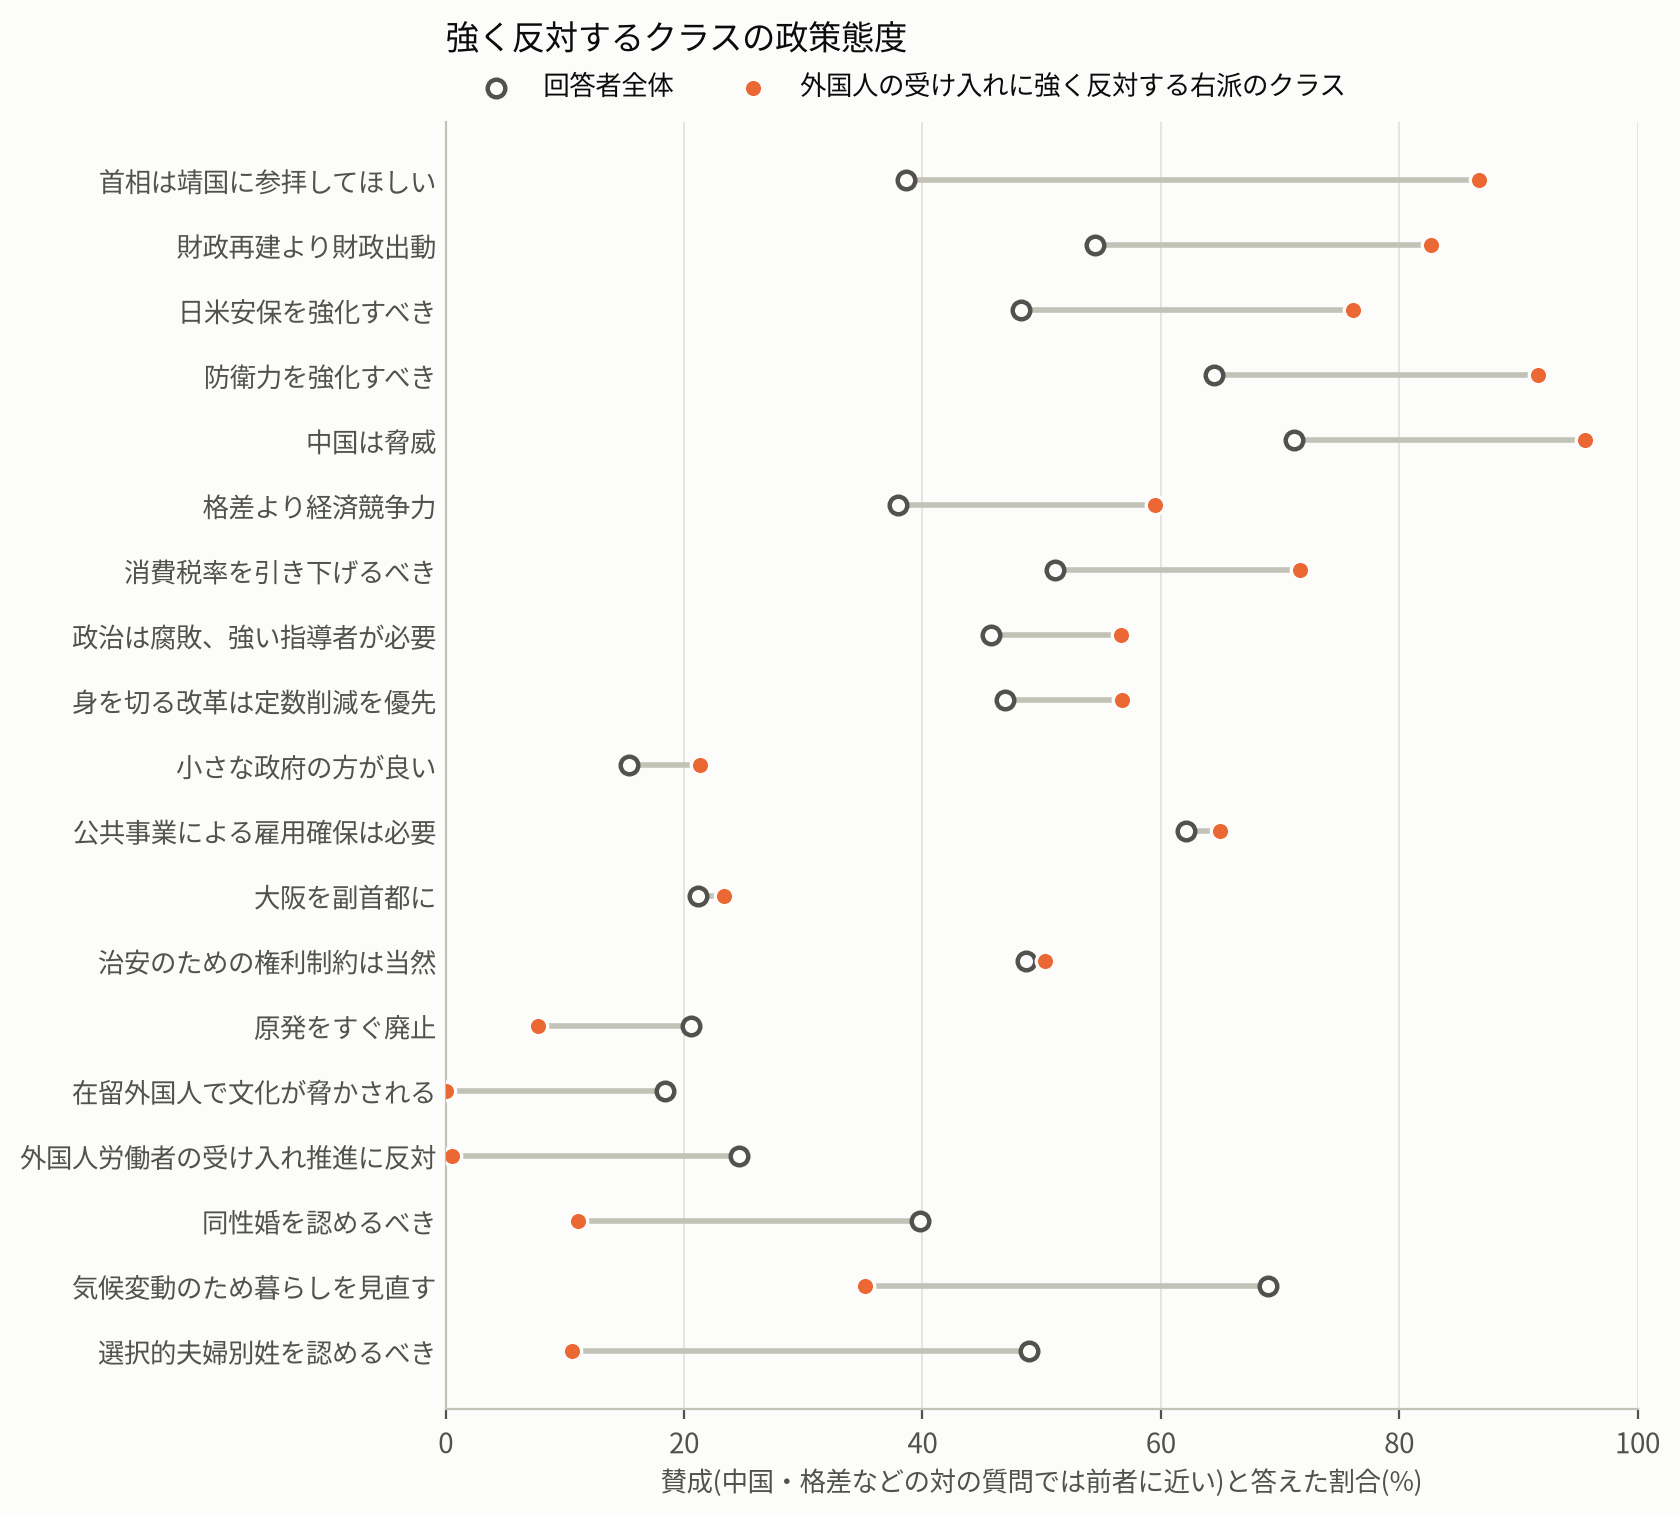 強く反対するクラスの政策態度
回答者全体 外国人の受け入れに強く反対する右派のクラス
首相は靖国に参拝してほしい
財政再建より財政出動
日米安保を強化すべき
防衛力を強化すべき
中国は脅威
格差より経済競争力
消費税率を引き下げるべき
政治は腐敗、強い指導者が必要
身を切る改革は定数削減を優先
小さな政府の方が良い
公共事業による雇用確保は必要
大阪を副首都に
治安のための権利制約は当然
原発をすぐ廃止
在留外国人で文化が脅かされる
外国人労働者の受け入れ推進に反対
同性婚を認めるべき
気候変動のため暮らしを見直す
選択的夫婦別姓を認めるべき
0 20 40 60 80 100
賛成(中国・格差などの対の質問では前者に近い)と答えた割合(%)